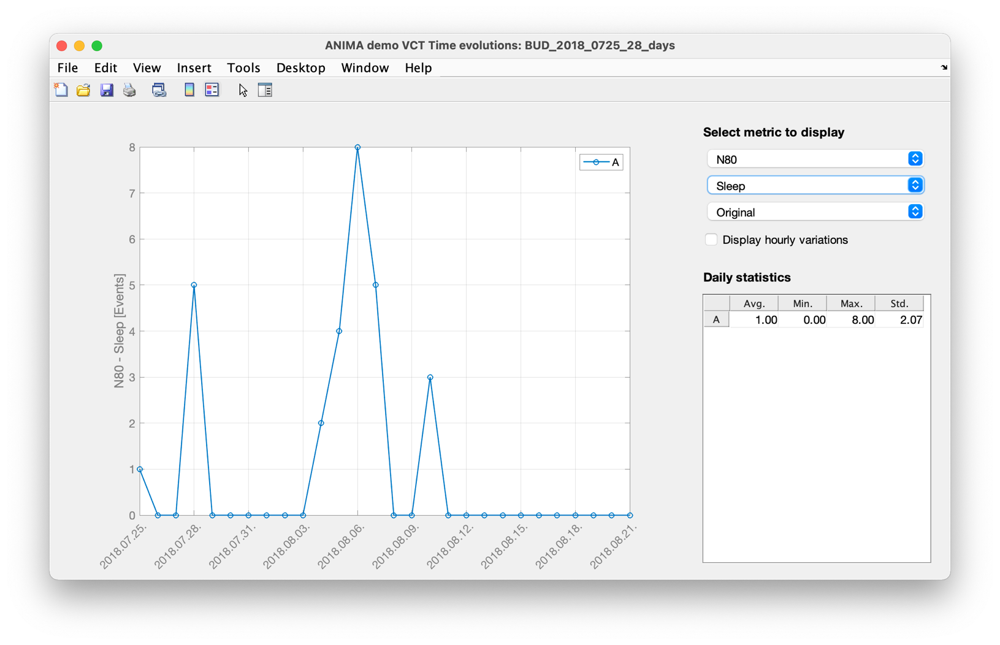 ANIMA demo VCT Time evolutions: BUD_2018_0725_28_days
File Edit View Insert Tools Desktop Window Help
Select metric to display
N80
Sleep
Original
Display hourly variations
Daily statistics
Avg. Min. Max. Std.
A 1.00 0.00 8.00 2.07
A
N80 - Sleep [Events]
8
7
6
5
4
3
2
1
0
2018.07.25. 2018.07.28. 2018.07.31. 2018.08.03. 2018.08.06. 2018.08.09. 2018.08.12. 2018.08.15. 2018.08.18. 2018.08.21.